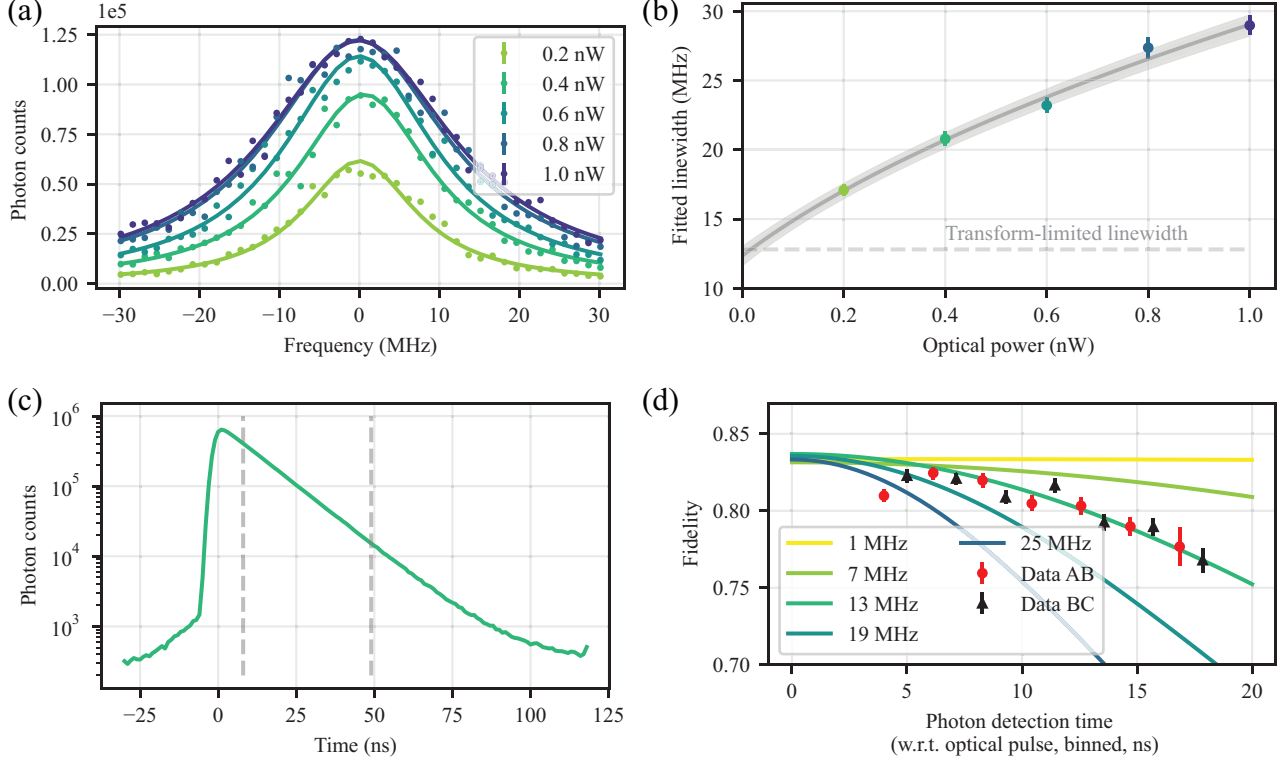 (a)
1e5
Photon counts
1.25
1.00
0.75
0.50
0.25
0.00
0.2 nW
0.4 nW
0.6 nW
0.8 nW
1.0 nW
−30
−20
−10
0
10
20
30
Frequency (MHz)
(b)
Fitted linewidth (MHz)
30
25
20
15
10
Transform-limited linewidth
0.0
0.2
0.4
0.6
0.8
1.0
Optical power (nW)
(c)
Photon counts
10^6
10^5
10^4
10^3
−25
0
25
50
75
100
125
Time (ns)
(d)
Fidelity
0.85
0.80
0.75
0.70
1 MHz
7 MHz
13 MHz
19 MHz
25 MHz
Data AB
Data BC
0
5
10
15
20
Photon detection time
(w.r.t. optical pulse, binned, ns)